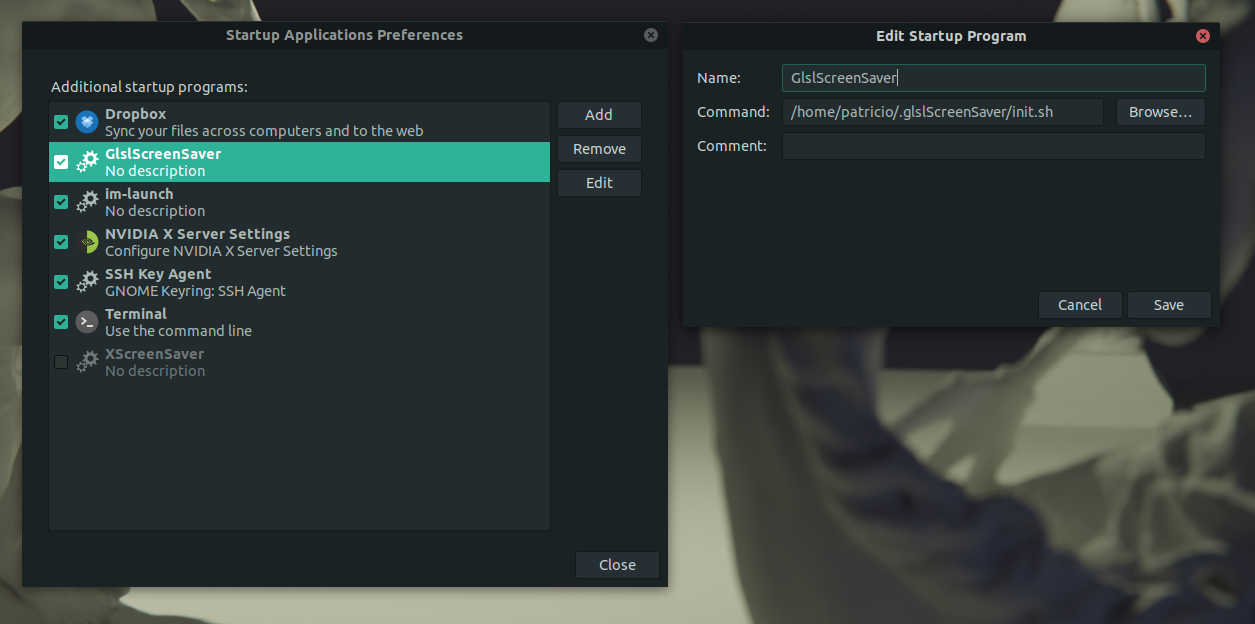 Startup Applications Preferences
Additional startup programs:
Dropbox
Sync your files across computers and to the web
GlslScreenSaver
No description
im-launch
No description
NVIDIA X Server Settings
Configure NVIDIA X Server Settings
SSH Key Agent
GNOME Keyring: SSH Agent
Terminal
Use the command line
XScreenSaver
No description
Add
Remove
Edit
Close
Edit Startup Program
Name: GlslScreenSaver
Command: /home/patricio/.glslScreenSaver/init.sh Browse...
Comment:
Cancel Save